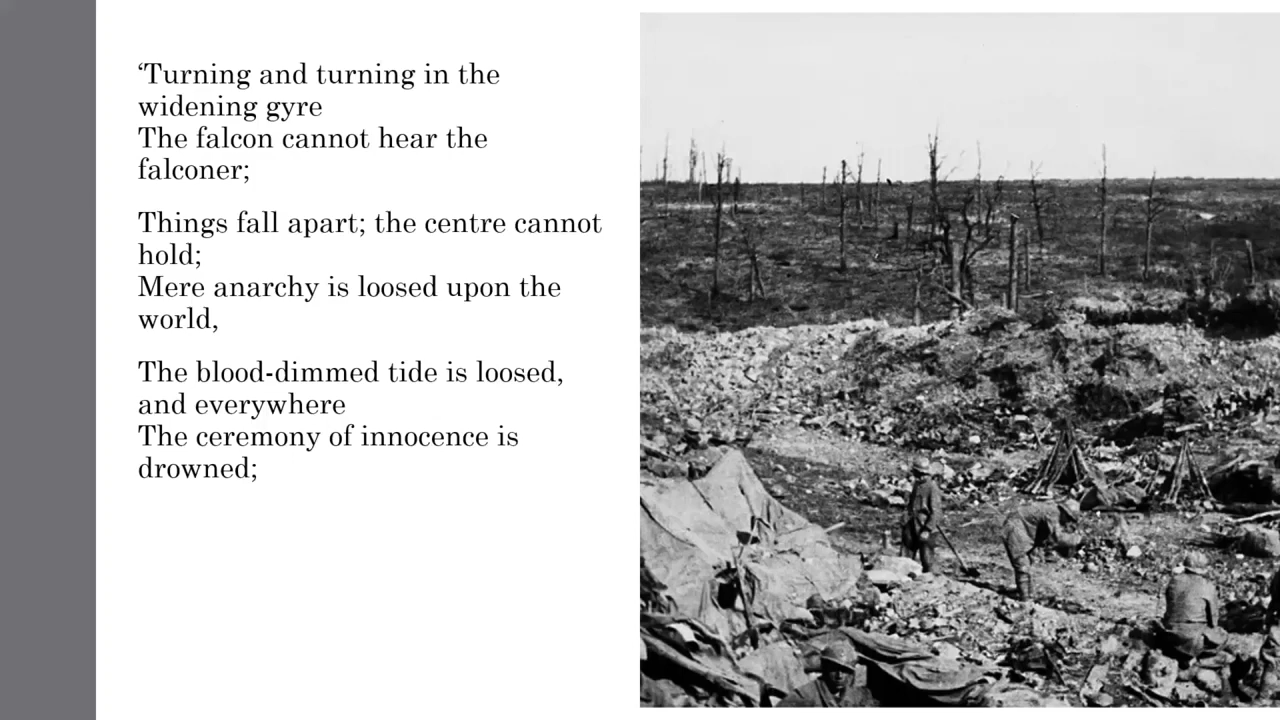 ‘Turning and turning in the
widening gyre
The falcon cannot hear the
falconer;
Things fall apart; the centre cannot
hold;
Mere anarchy is loosed upon the
world,
The blood-dimmed tide is loosed,
and everywhere
The ceremony of innocence is
drowned;